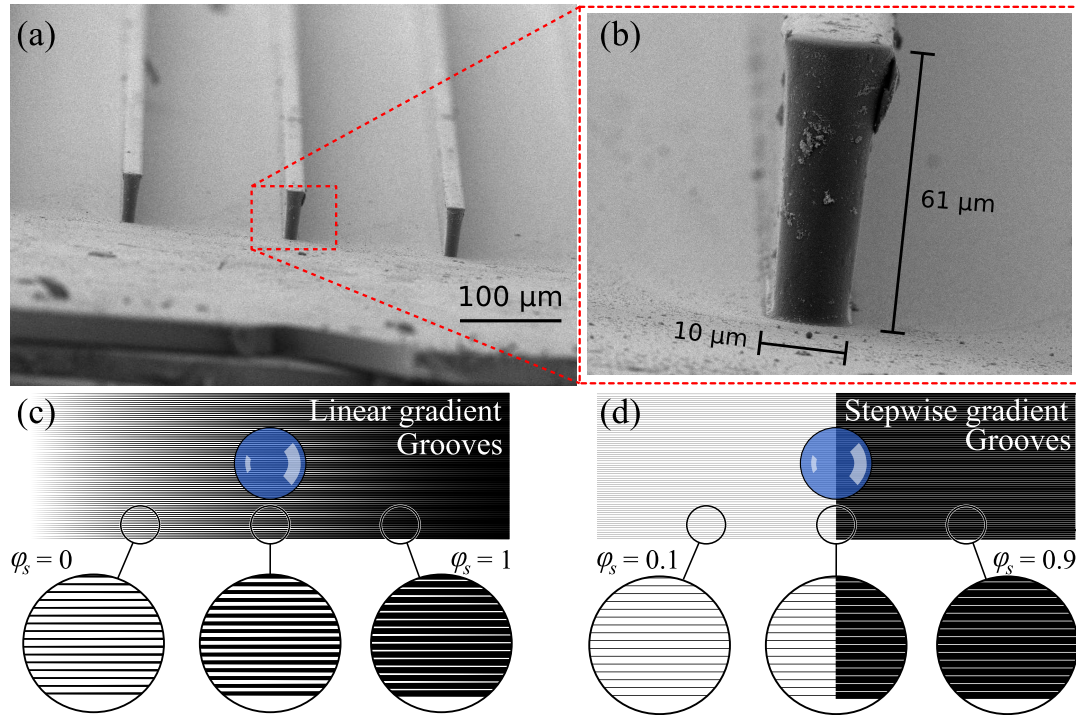 (a)
100 μm
(b)
61 μm
10 μm
(c)
Linear gradient
Grooves
φs = 0
φs = 1
(d)
Stepwise gradient
Grooves
φs = 0.1
φs = 0.9